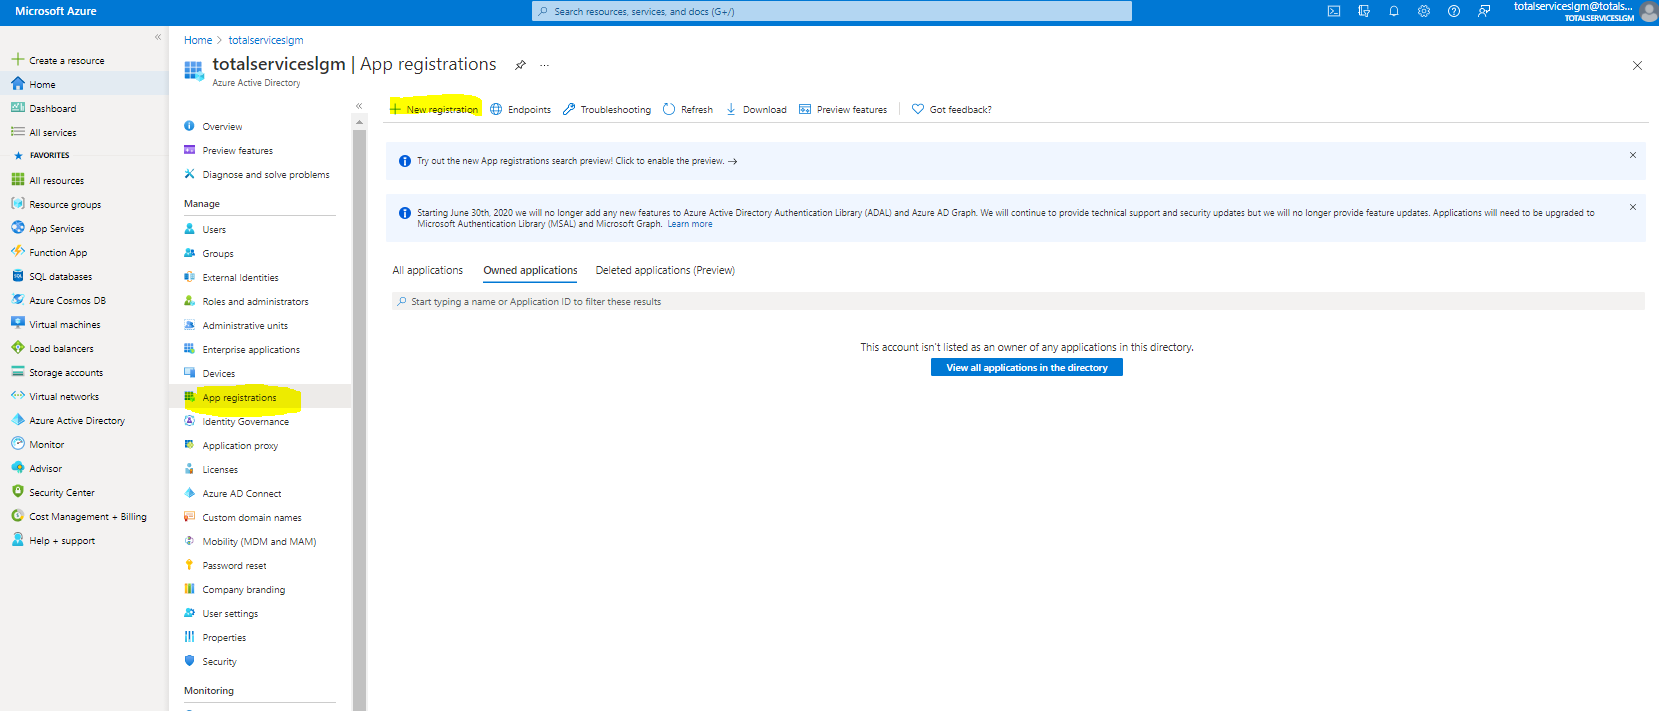 Microsoft Azure
Search resources, services, and docs (G+/)
totalserviceslgm@totals...
TOTALSERVICESLGM
Create a resource
Home
Dashboard
All services
FAVORITES
All resources
Resource groups
App Services
Function App
SQL databases
Azure Cosmos DB
Virtual machines
Load balancers
Storage accounts
Virtual networks
Azure Active Directory
Monitor
Advisor
Security Center
Cost Management + Billing
Help + support
Home > totalserviceslgm
totalserviceslgm | App registrations
Azure Active Directory
Overview
Preview features
Diagnose and solve problems
Manage
Users
Groups
External Identities
Roles and administrators
Administrative units
Enterprise applications
Devices
App registrations
Identity Governance
Application proxy
Licenses
Azure AD Connect
Custom domain names
Mobility (MDM and MAM)
Password reset
Company branding
User settings
Properties
Security
Monitoring
New registration Endpoints Troubleshooting Refresh Download Preview features Got feedback?
Try out the new App registrations search preview! Click to enable the preview. →
Starting June 30th, 2020 we will no longer add any new features to Azure Active Directory Authentication Library (ADAL) and Azure AD Graph. We will continue to provide technical support and security updates but we will no longer provide feature updates. Applications will need to be upgraded to
Microsoft Authentication Library (MSAL) and Microsoft Graph. Learn more
All applications Owned applications Deleted applications (Preview)
Start typing a name or Application ID to filter these results
This account isn't listed as an owner of any applications in this directory.
View all applications in the directory